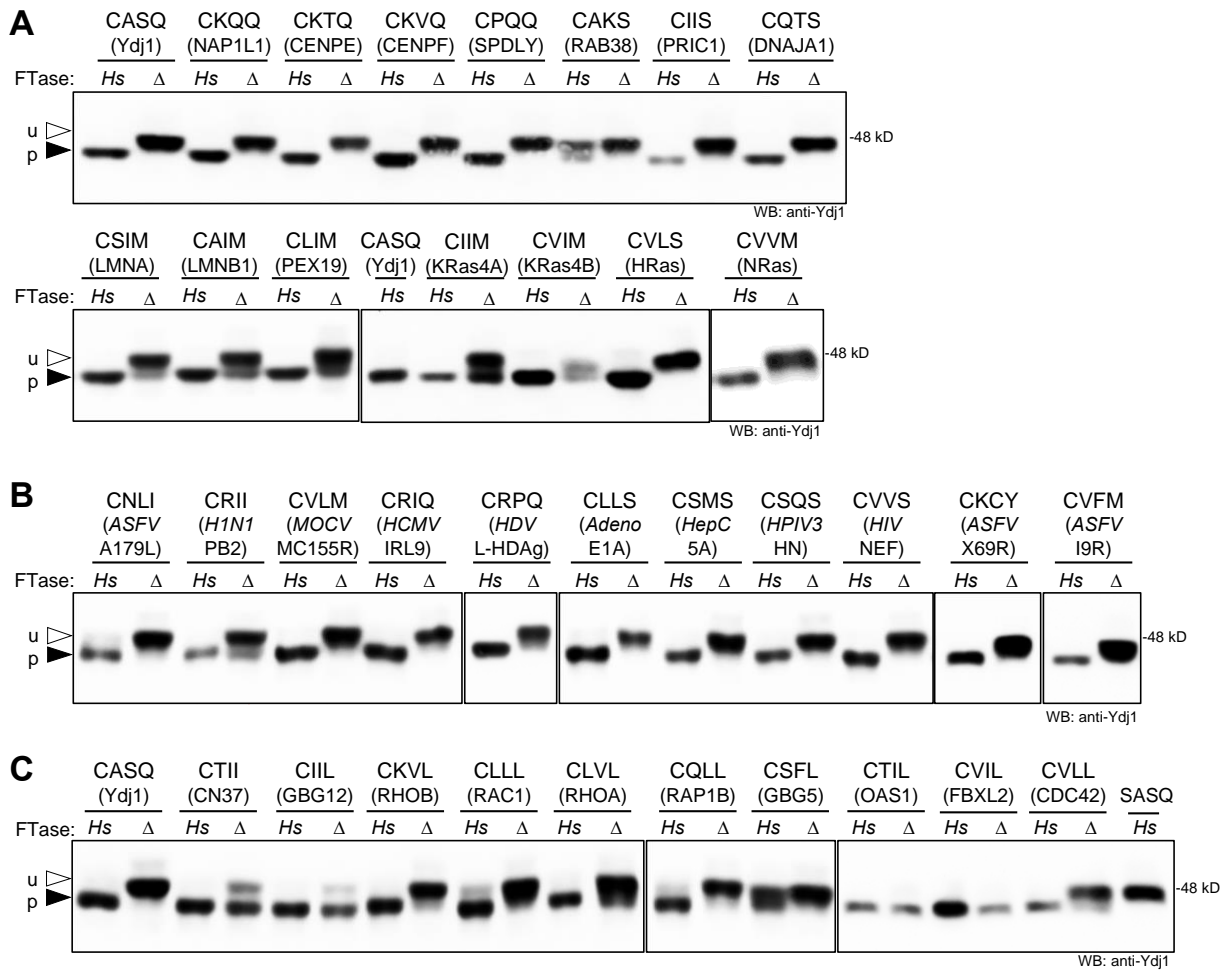 A
CASQ CKQQ CKTQ CKVQ CPQQ CAKS CIIS CQTS
(Ydj1) (NAP1L1) (CENPE) (CENPF) (SPDLY) (RAB38) (PRIC1) (DNAJA1)
FTase: Hs Δ Hs Δ Hs Δ Hs Δ Hs Δ Hs Δ Hs Δ Hs Δ
u
p
-48 kD
WB: anti-Ydj1
CSIM CAIM CLIM CASQ CIIM CVIM CVLS CVVM
(LMNA) (LMNB1) (PEX19) (Ydj1) (KRas4A) (KRas4B) (HRas) (NRas)
FTase: Hs Δ Hs Δ Hs Δ Hs Hs Δ Hs Δ Hs Δ Hs Δ
u
p
-48 kD
WB: anti-Ydj1
B
CNLI CRII CVLM CRIQ CRPQ CLLS CSMS CSQS CVVS CKCY CVFM
(ASFV (H1N1 (MOCV (HCMV (HDV (Adeno (HepC (HPIV3 (HIV (ASFV (ASFV
A179L) PB2) MC155R) IRL9) L-HDAg) E1A) 5A) HN) NEF) X69R) I9R)
FTase: Hs Δ Hs Δ Hs Δ Hs Δ Hs Δ Hs Δ Hs Δ Hs Δ Hs Δ Hs Δ Hs Δ
u
p
-48 kD
WB: anti-Ydj1
C
CASQ CTII CIIL CKVL CLLL CLVL CQLL CSFL CTIL CVIL CVLL
(Ydj1) (CN37) (GBG12) (RHOB) (RAC1) (RHOA) (RAP1B) (GBG5) (OAS1) (FBXL2) (CDC42) SASQ
FTase: Hs Δ Hs Δ Hs Δ Hs Δ Hs Δ Hs Δ Hs Δ Hs Δ Hs Δ Hs Δ Hs Δ Hs
u
p
-48 kD
WB: anti-Ydj1